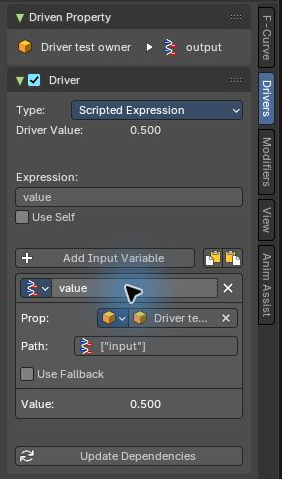 Driven Property
Driver test owner output
Driver
Type: Scripted Expression
Driver Value: 0.500
Expression:
value
Use Self
Add Input Variable
value
Prop: Driver te...
Path: ["input"]
Use Fallback
Value: 0.500
Update Dependencies
F-Curve
Drivers
Modifiers
View
Anim Assist